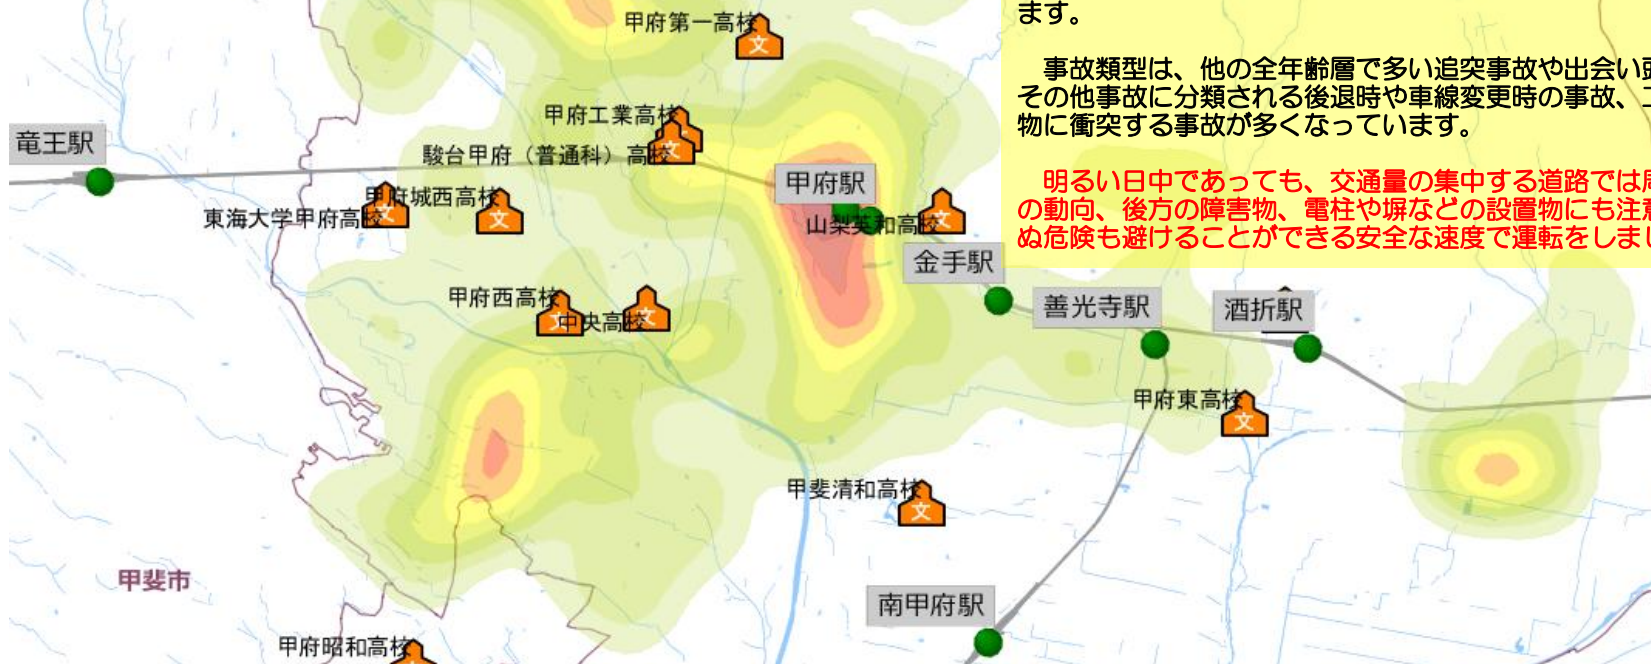 ます。
事故類型は、他の全年齢層で多い追突事故や出会い
その他事故に分類される後退時や車線変更時の事故、
物に衝突する事故が多くなっています。
明るい日中であっても、交通量の集中する道路では
の動向、後方の障害物、電柱や塀などの設置物にも注意
ぬ危険も避けることができる安全な速度で運転をしまし
甲府第一高校
文
甲府工業高校
竜王駅
駿台甲府（普通科）高校
文
甲府駅
甲府城西高校
文
文
東海大学甲府高校
山梨英和高校
文
金手駅
甲府西高校
文
中央高校
文
善光寺駅
酒折駅
甲府東高校
文
甲斐清和高校
文
甲斐市
南甲府駅
甲府昭和高校